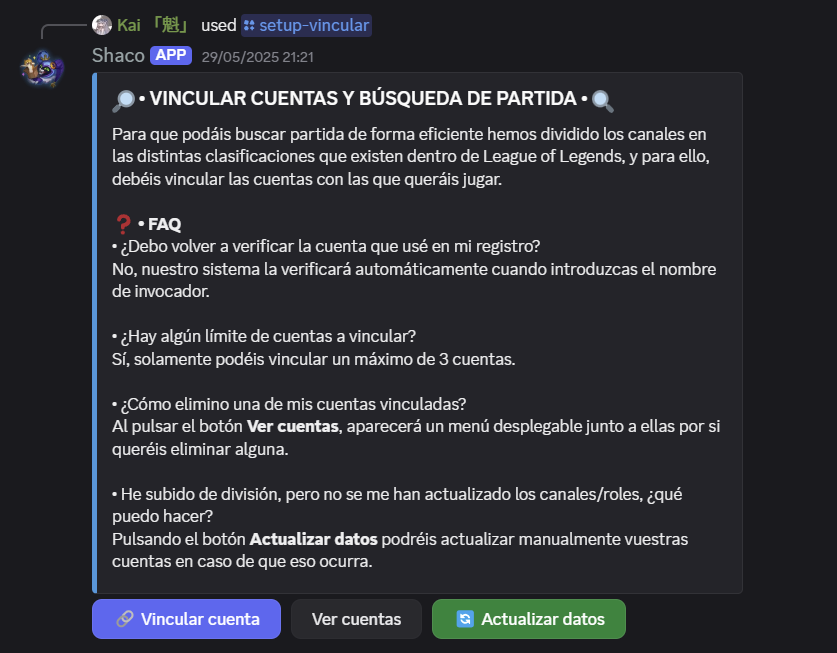 Kai 「魁」 used setup-vincular
Shaco APP 29/05/2025 21:21
• VINCULAR CUENTAS Y BÚSQUEDA DE PARTIDA •
Para que podáis buscar partida de forma eficiente hemos dividido los canales en
las distintas clasificaciones que existen dentro de League of Legends, y para ello,
debéis vincular las cuentas con las que queráis jugar.
❓ • FAQ
• ¿Debo volver a verificar la cuenta que usé en mi registro?
No, nuestro sistema la verificará automáticamente cuando introduzcas el nombre
de invocador.
• ¿Hay algún límite de cuentas a vincular?
Sí, solamente podéis vincular un máximo de 3 cuentas.
• ¿Cómo elimino una de mis cuentas vinculadas?
Al pulsar el botón Ver cuentas, aparecerá un menú desplegable junto a ellas por si
queréis eliminar alguna.
• He subido de división, pero no se me han actualizado los canales/roles, ¿qué
puedo hacer?
Pulsando el botón Actualizar datos podréis actualizar manualmente vuestras
cuentas en caso de que eso ocurra.
Vincular cuenta Ver cuentas Actualizar datos